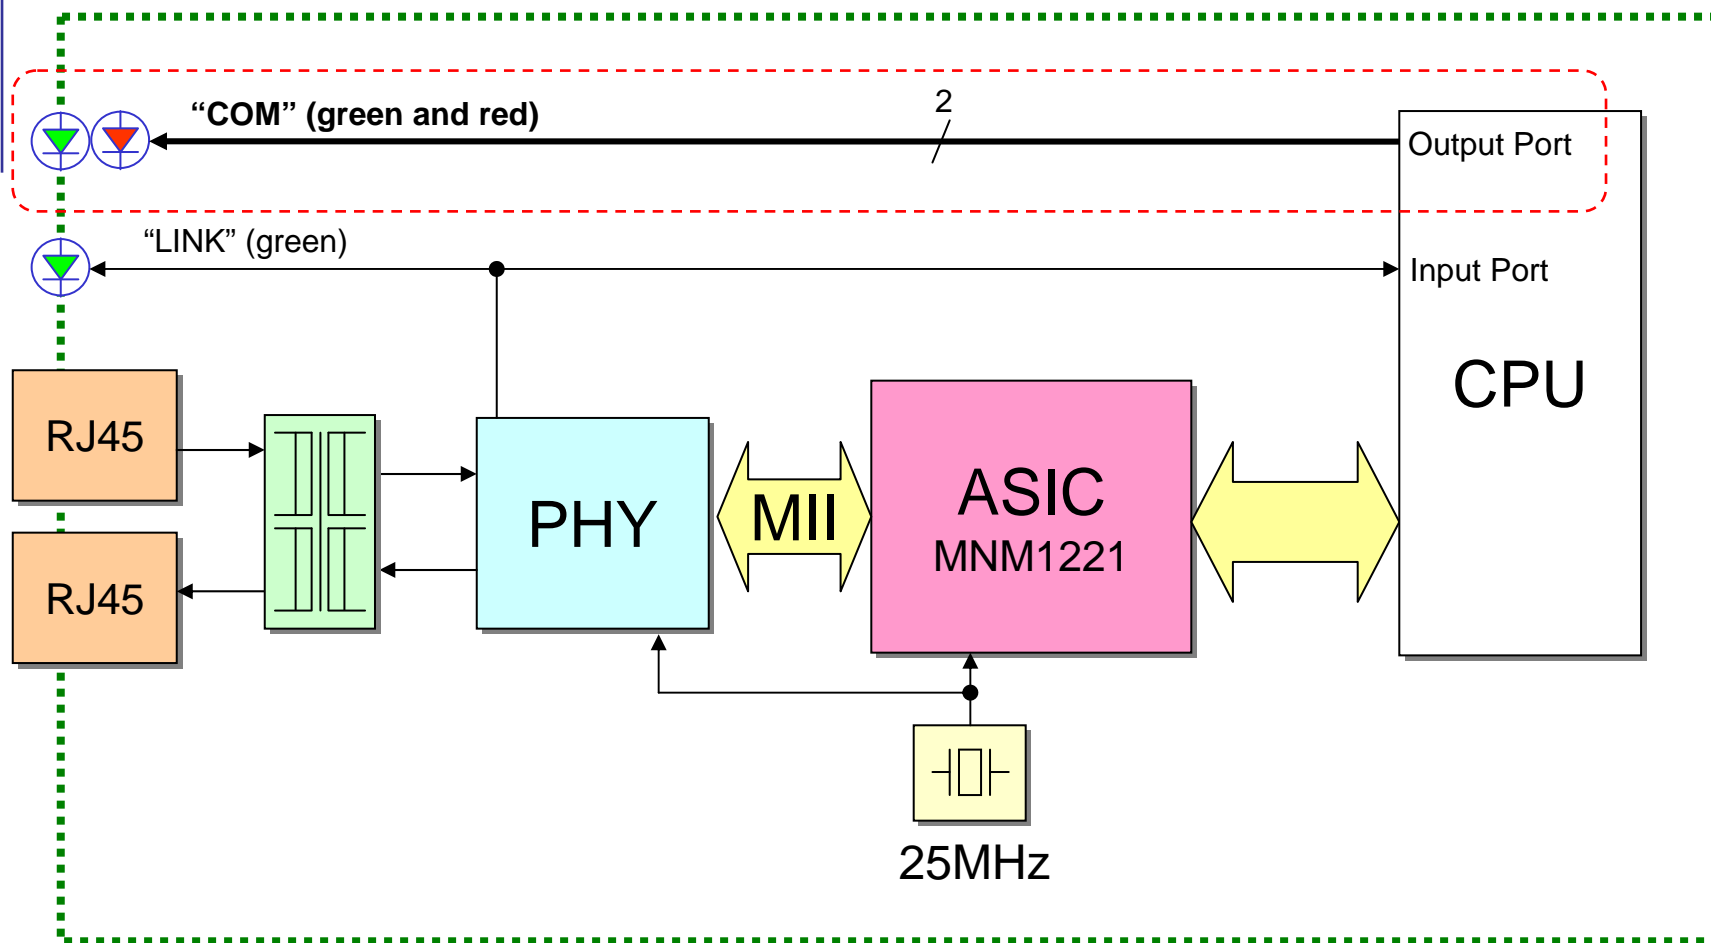 2
“COM” (green and red)
Output Port
“LINK” (green)
Input Port
CPU
RJ45
PHY
MII
ASIC
MNM1221
RJ45
25MHz